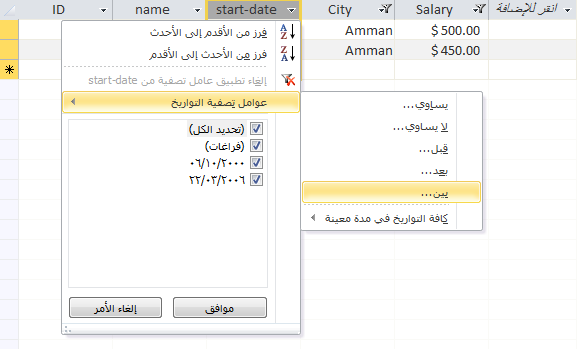 ID name start-date City Salary انقر للإضافة
Amman $ 500.00
Amman $ 450.00
فرز من الأقدم إلى الأحدث
فرز من الأحدث إلى الأقدم
إلغاء تطبيق عامل تصفية من start-date
عوامل تصفية التواريخ
(تحديد الكل)
(فراغات)
٠٦/١٠/٢٠٠٠
٢٢/٠٣/٢٠٠٦
موافق
إلغاء الأمر
يساوي...
لا يساوي...
قبل...
بعد...
بين...
كافة التواريخ في مدة معينة